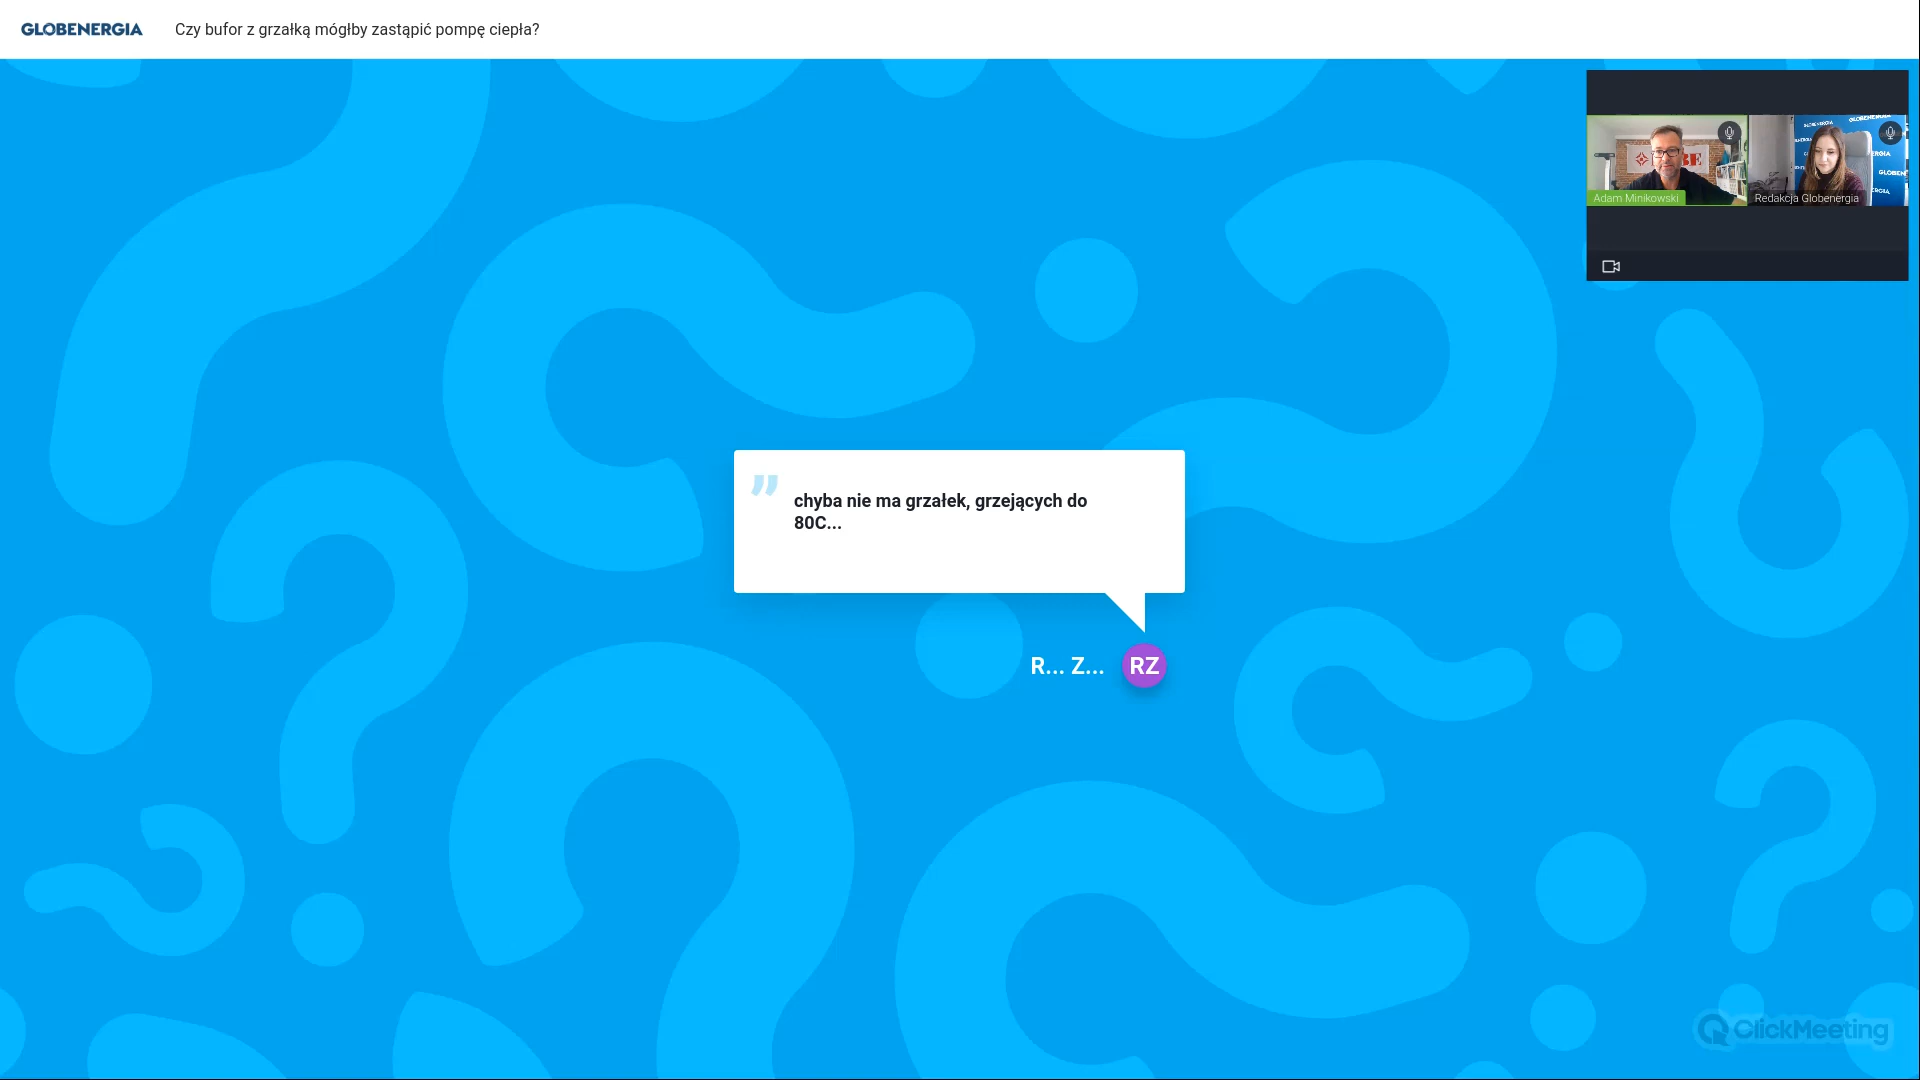 GLOBENERGIA
Czy bufor z grzałką mógłby zastąpić pompę ciepła?
Adam Minikowski
Redakcja Globenergia
chyba nie ma grzałek, grzejących do
80C...
R... Z...
RZ
ClickMeeting